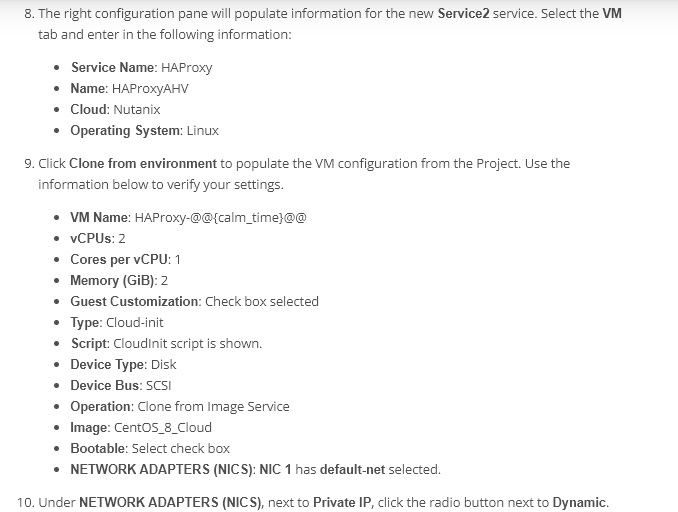 8. The right configuration pane will populate information for the new Service2 service. Select the VM
tab and enter in the following information:
• Service Name: HAProxy
• Name: HAProxyAHV
• Cloud: Nutanix
• Operating System: Linux
9. Click Clone from environment to populate the VM configuration from the Project. Use the
information below to verify your settings.
• VM Name: HAProxy-@@{calm_time}@@
• vCPUs: 2
• Cores per vCPU: 1
• Memory (GiB): 2
• Guest Customization: Check box selected
• Type: Cloud-init
• Script: CloudInit script is shown.
• Device Type: Disk
• Device Bus: SCSI
• Operation: Clone from Image Service
• Image: CentOS_8_Cloud
• Bootable: Select check box
• NETWORK ADAPTERS (NICS): NIC 1 has default-net selected.
10. Under NETWORK ADAPTERS (NICS), next to Private IP, click the radio button next to Dynamic.